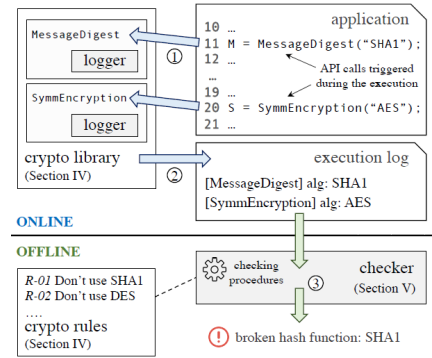 MessageDigest
logger
SymmEncryption
logger
crypto library
(Section IV)
①
②
application
10 …
11 M = MessageDigest("SHA1");
12 …
…
API calls triggered
during the execution
19 …
20 S = SymmEncryption("AES");
21 …
execution log
[MessageDigest] alg: SHA1
[SymmEncryption] alg: AES
ONLINE
OFFLINE
R-01 Don't use SHA1
R-02 Don't use DES
....
crypto rules
(Section IV)
checking
procedures
③
checker
(Section V)
broken hash function: SHA1